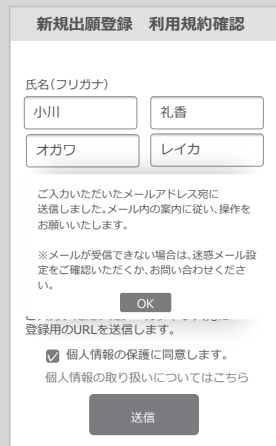 新規出願登録　利用規約確認
氏名(フリガナ)
小川
礼香
オガワ
レイカ
ご入力いただいたメールアドレス宛に
送信しました。メール内の案内に従い、操作を
お願いいたします。
※メールが受信できない場合は、迷惑メール設
定をご確認いただくか、お問い合わせくださ
い。
OK
登録用のURLを送信します。
個人情報の保護に同意します。
個人情報の取り扱いについてはこちら
送信